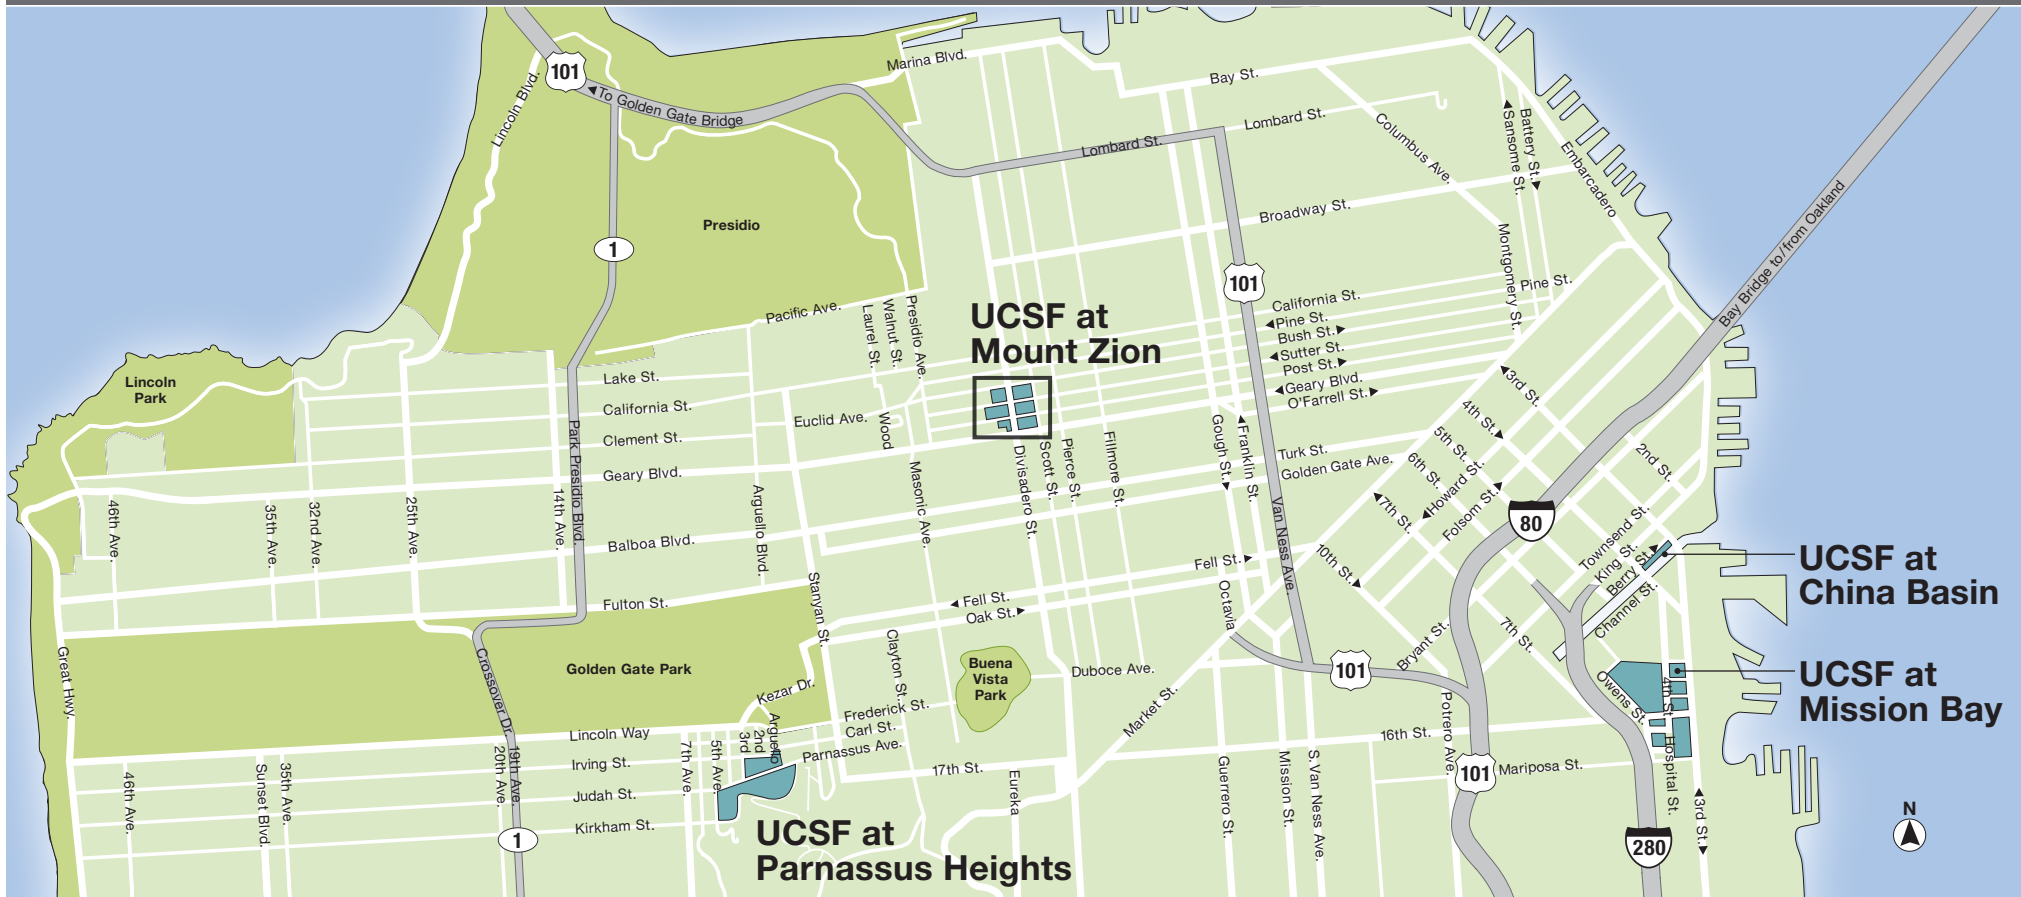 101
To Golden Gate Bridge
Lincoln Blvd.
Marina Blvd.
Bay St.
Lombard St.
Lombard St.
Columbus Ave.
Sansome St.
Battery St.
Embarcadero
Broadway St.
Presidio
1
101
Montgomery St.
Bay Bridge to/from Oakland
Pacific Ave.
Laurel St.
Walnut St.
Presidio Ave.
California St.
Pine St.
Pine St.
Bush St.
Sutter St.
Post St.
Geary Blvd.
O'Farrell St.
UCSF at
Mount Zion
Lincoln
Park
Lake St.
California St.
Clement St.
Geary Blvd.
Euclid Ave.
Wood
Park Presidio Blvd.
3rd St.
4th St.
5th St.
6th St.
7th St.
Howard St.
Folsom St.
2nd St.
Gough St.
Franklin St.
Turk St.
Golden Gate Ave.
Van Ness Ave.
Divisadero St.
Scott St.
Pierce St.
Fillmore St.
Masonic Ave.
Arguello Blvd.
46th Ave.
35th Ave.
32nd Ave.
25th Ave.
14th Ave.
Balboa Blvd.
Fulton St.
Stanyan St.
Fell St.
Fell St.
Oak St.
10th St.
80
Townsend St.
King St.
Berry St.
Channel St.
UCSF at
China Basin
Octavia
Great Hwy.
Crossover Dr.
Golden Gate Park
Kezar Dr.
Clayton St.
Buena
Vista
Park
Duboce Ave.
Market St.
101
Bryant St.
7th St.
Owens St.
4th St.
UCSF at
Mission Bay
Frederick St.
Carl St.
Parnassus Ave.
17th St.
Lincoln Way
Irving St.
Judah St.
Kirkham St.
46th Ave.
Sunset Blvd.
35th Ave.
20th Ave.
19th Ave.
7th Ave.
5th Ave.
3rd
2nd
Arguello
Eureka
Guerrero St.
Mission St.
S. Van Ness Ave.
16th St.
Potrero Ave.
101
Mariposa St.
Hospital St.
3rd St.
1
UCSF at
Parnassus Heights
280
N